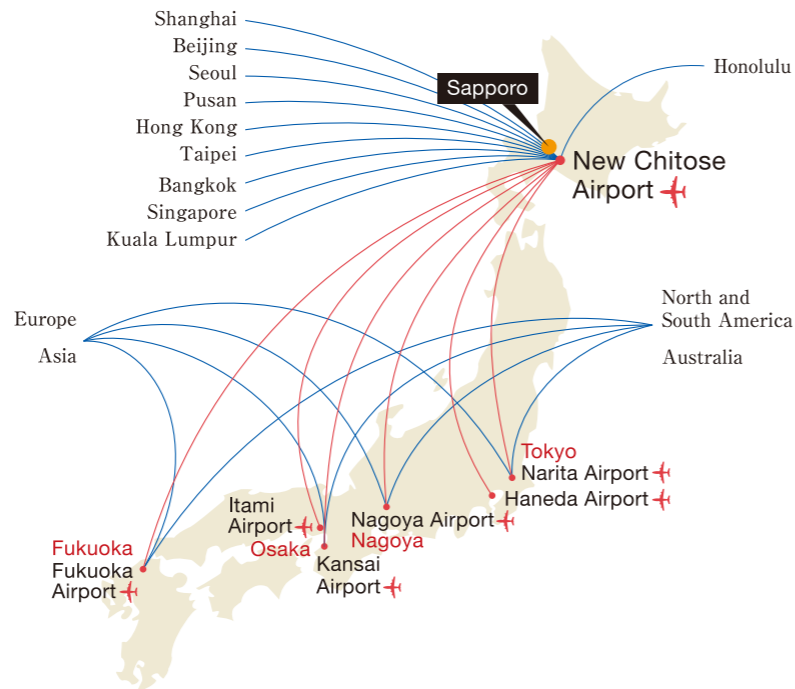 Shanghai
Beijing
Seoul
Pusan
Hong Kong
Taipei
Bangkok
Singapore
Kuala Lumpur
Sapporo
Honolulu
New Chitose
Airport
Europe
Asia
North and
South America
Australia
Tokyo
Narita Airport
Haneda Airport
Itami
Airport
Osaka
Kansai
Airport
Nagoya Airport
Nagoya
Fukuoka
Fukuoka
Airport